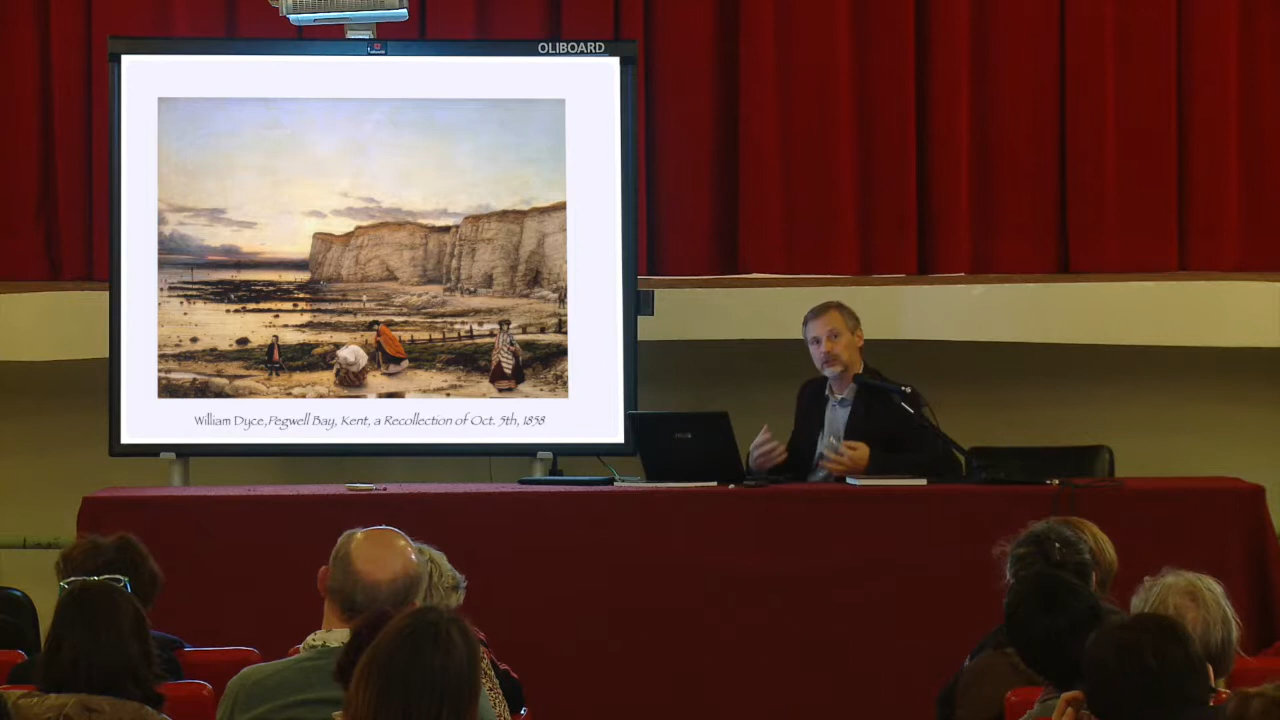 OLIBOARD
William Dyce, Pegwell Bay, Kent, a Recollection of Oct. 5th, 1858